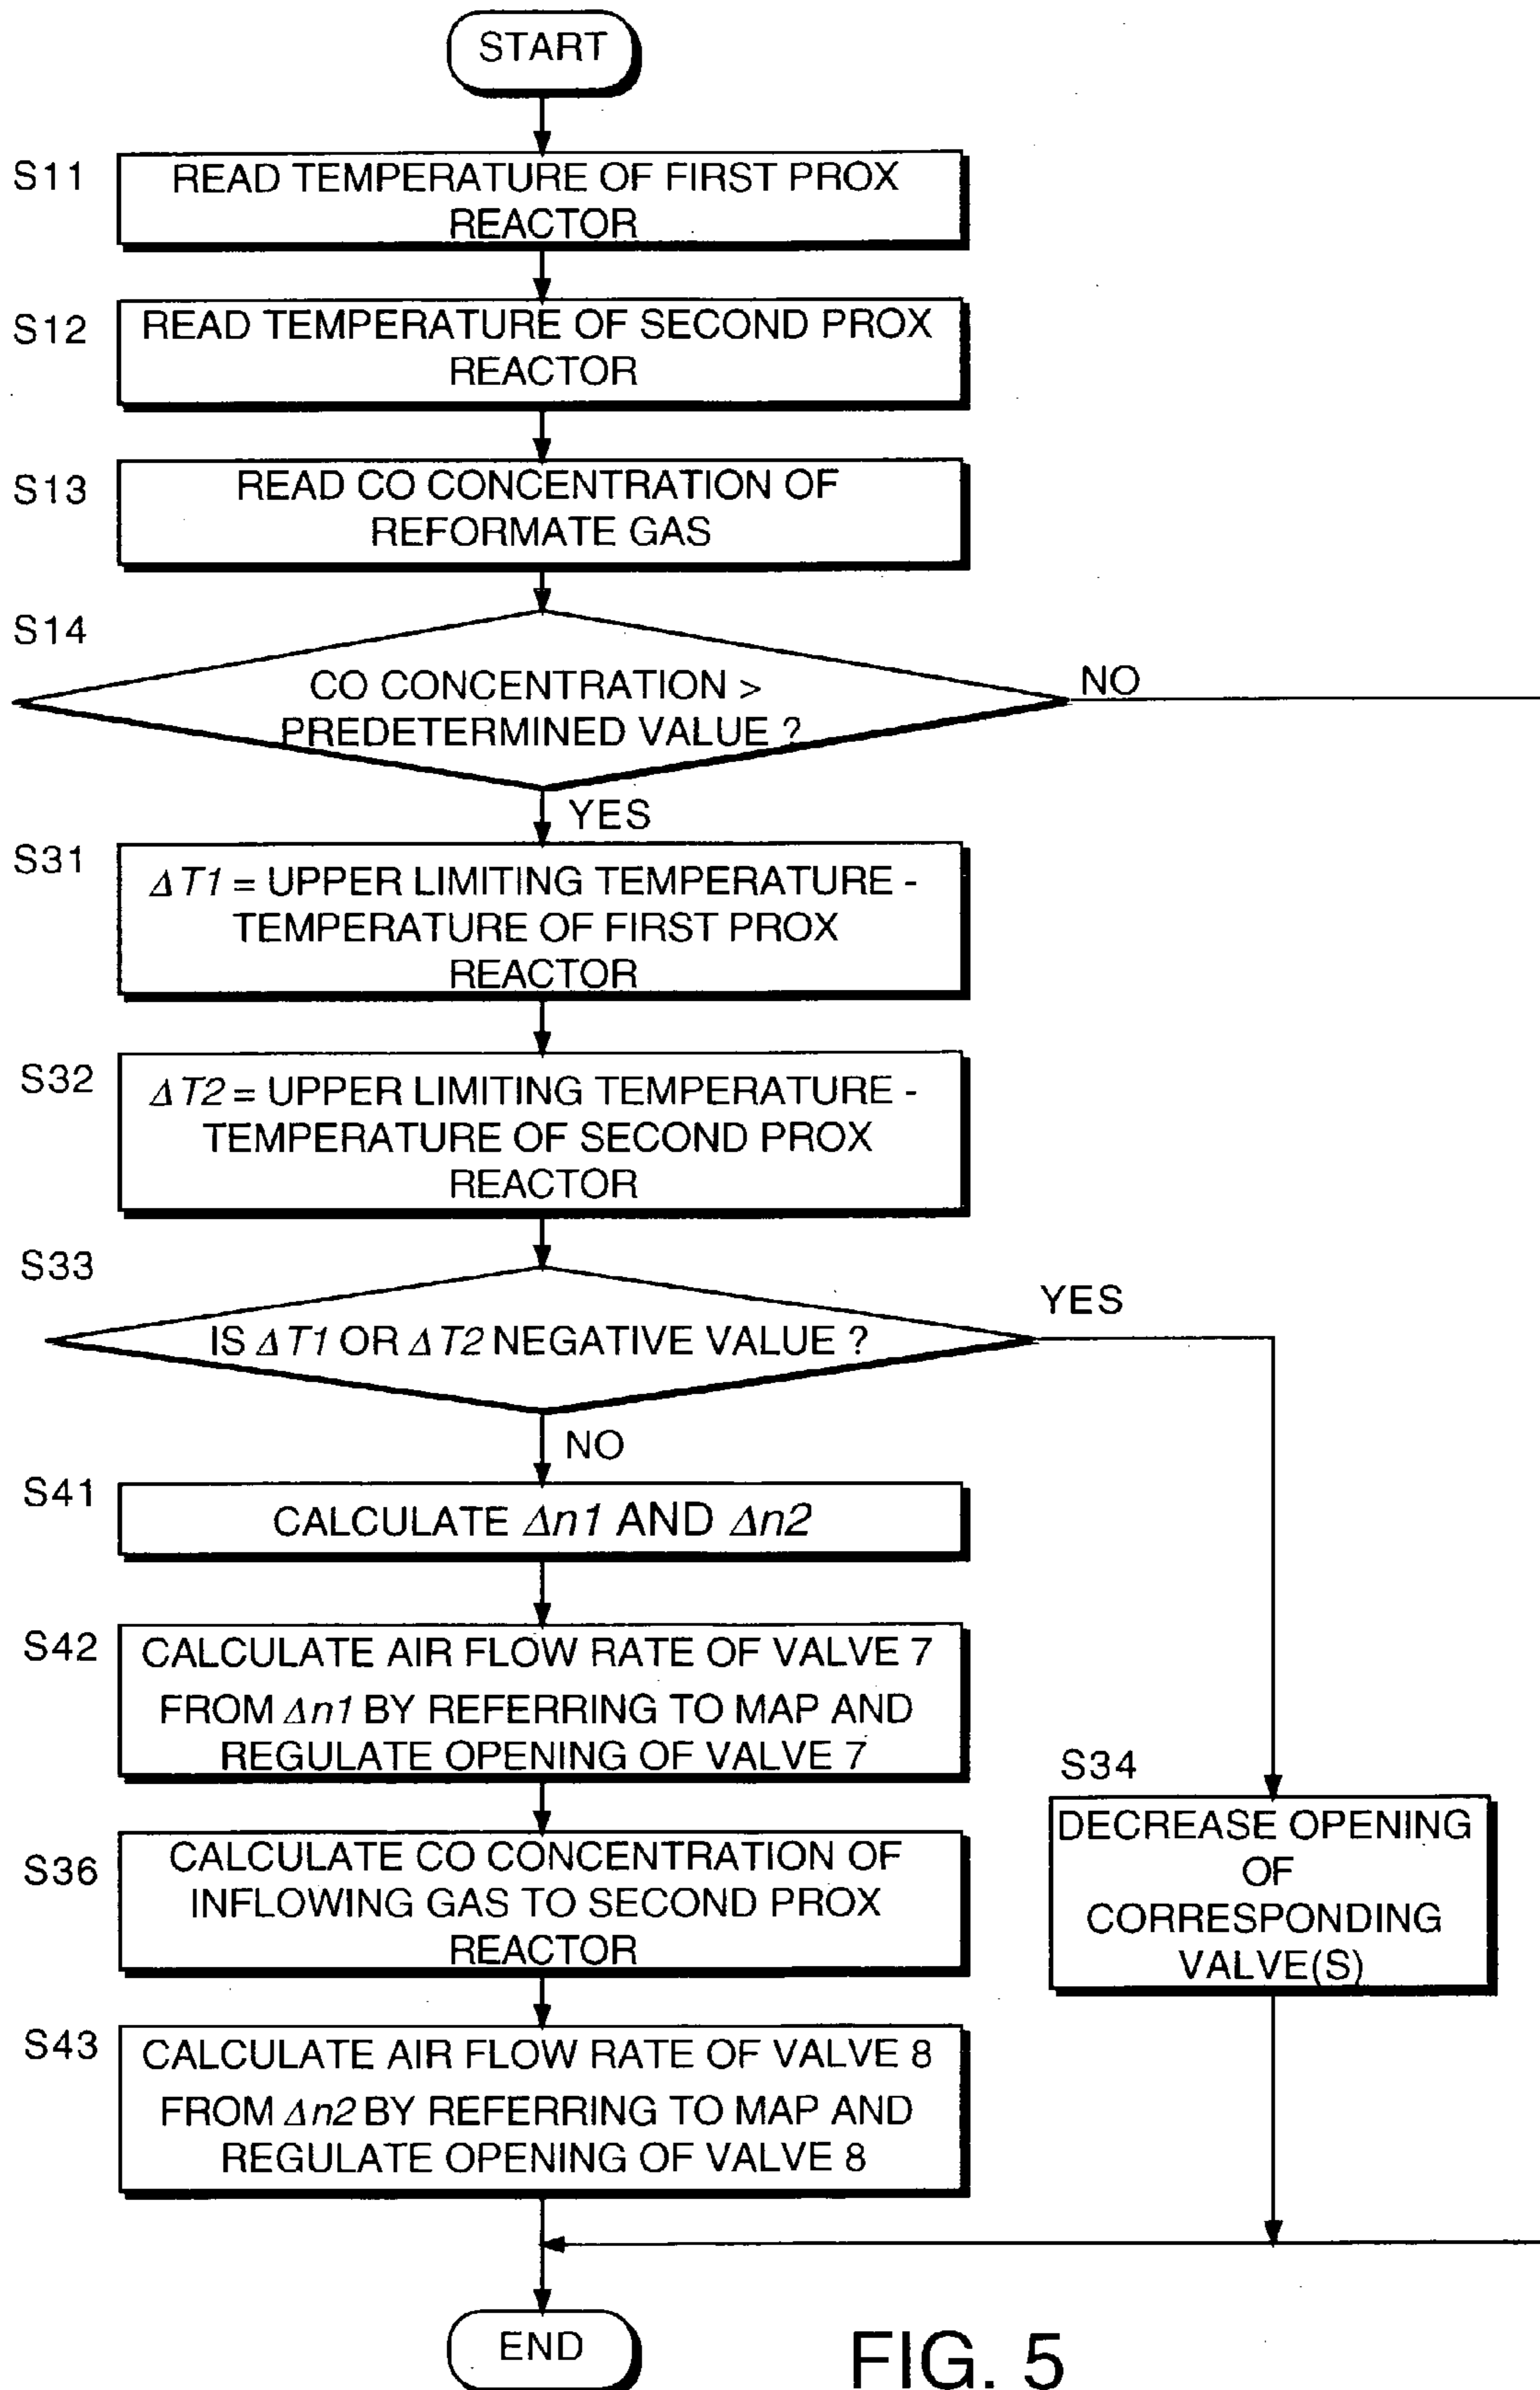 START
S11
READ TEMPERATURE OF FIRST PROX
REACTOR
S12
READ TEMPERATURE OF SECOND PROX
REACTOR
S13
READ CO CONCENTRATION OF
REFORMATE GAS
S14
CO CONCENTRATION >
PREDETERMINED VALUE ?
NO
YES
S31
ΔT1 = UPPER LIMITING TEMPERATURE -
TEMPERATURE OF FIRST PROX
REACTOR
S32
ΔT2 = UPPER LIMITING TEMPERATURE -
TEMPERATURE OF SECOND PROX
REACTOR
S33
IS ΔT1 OR ΔT2 NEGATIVE VALUE ?
YES
NO
S41
CALCULATE Δn1 AND Δn2
S42
CALCULATE AIR FLOW RATE OF VALVE 7
FROM Δn1 BY REFERRING TO MAP AND
REGULATE OPENING OF VALVE 7
S34
DECREASE OPENING
OF
CORRESPONDING
VALVE(S)
S36
CALCULATE CO CONCENTRATION OF
INFLOWING GAS TO SECOND PROX
REACTOR
S43
CALCULATE AIR FLOW RATE OF VALVE 8
FROM Δn2 BY REFERRING TO MAP AND
REGULATE OPENING OF VALVE 8
END
FIG. 5